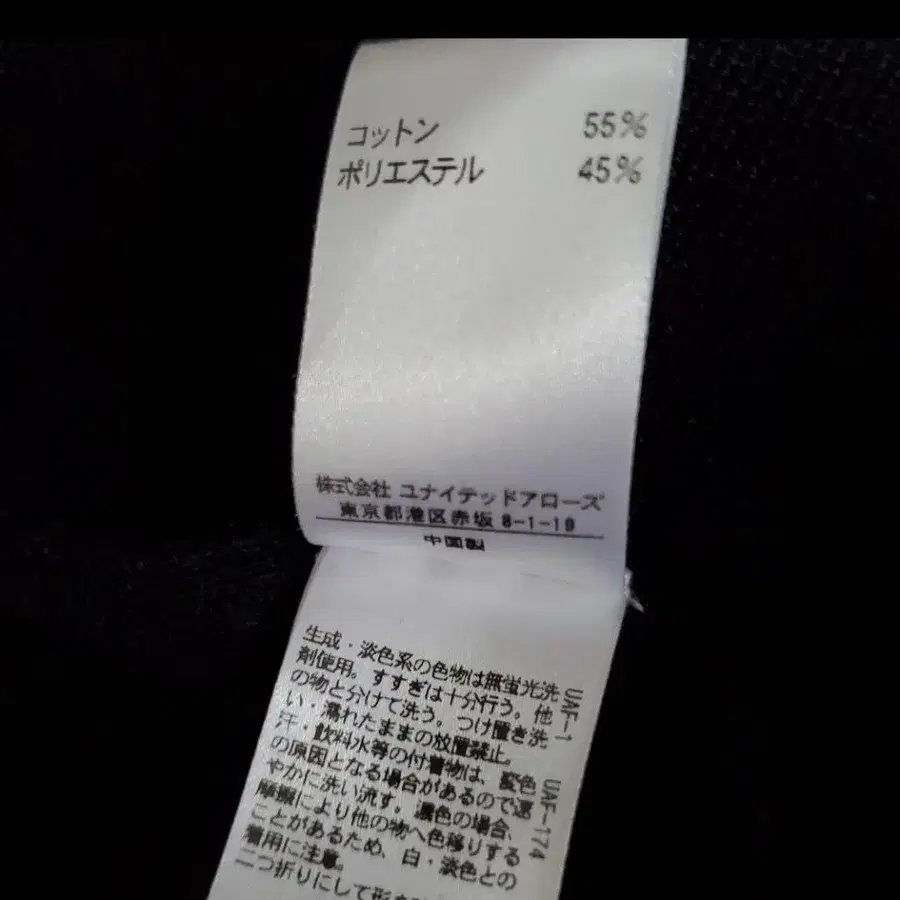 コットン 55%
ポリエステル 45%
株式会社 ユナイテッドアローズ
東京都港区赤坂 8-1-19
中国製
生成・淡色系の色物は無蛍光洗
剤使用。すすぎは十分行う。他
の物と分けて洗う。つけ置き洗
い・濡れたままの放置禁止。
汗・飲料水等の付着物は、変色
の原因となる場合があるので速
やかに洗い流す。濃色の場合、
摩擦により他の物へ色移りする
ことがあるため、白・淡色との
着用に注意。
二つ折りにして形を
UAF-1 UAF-174